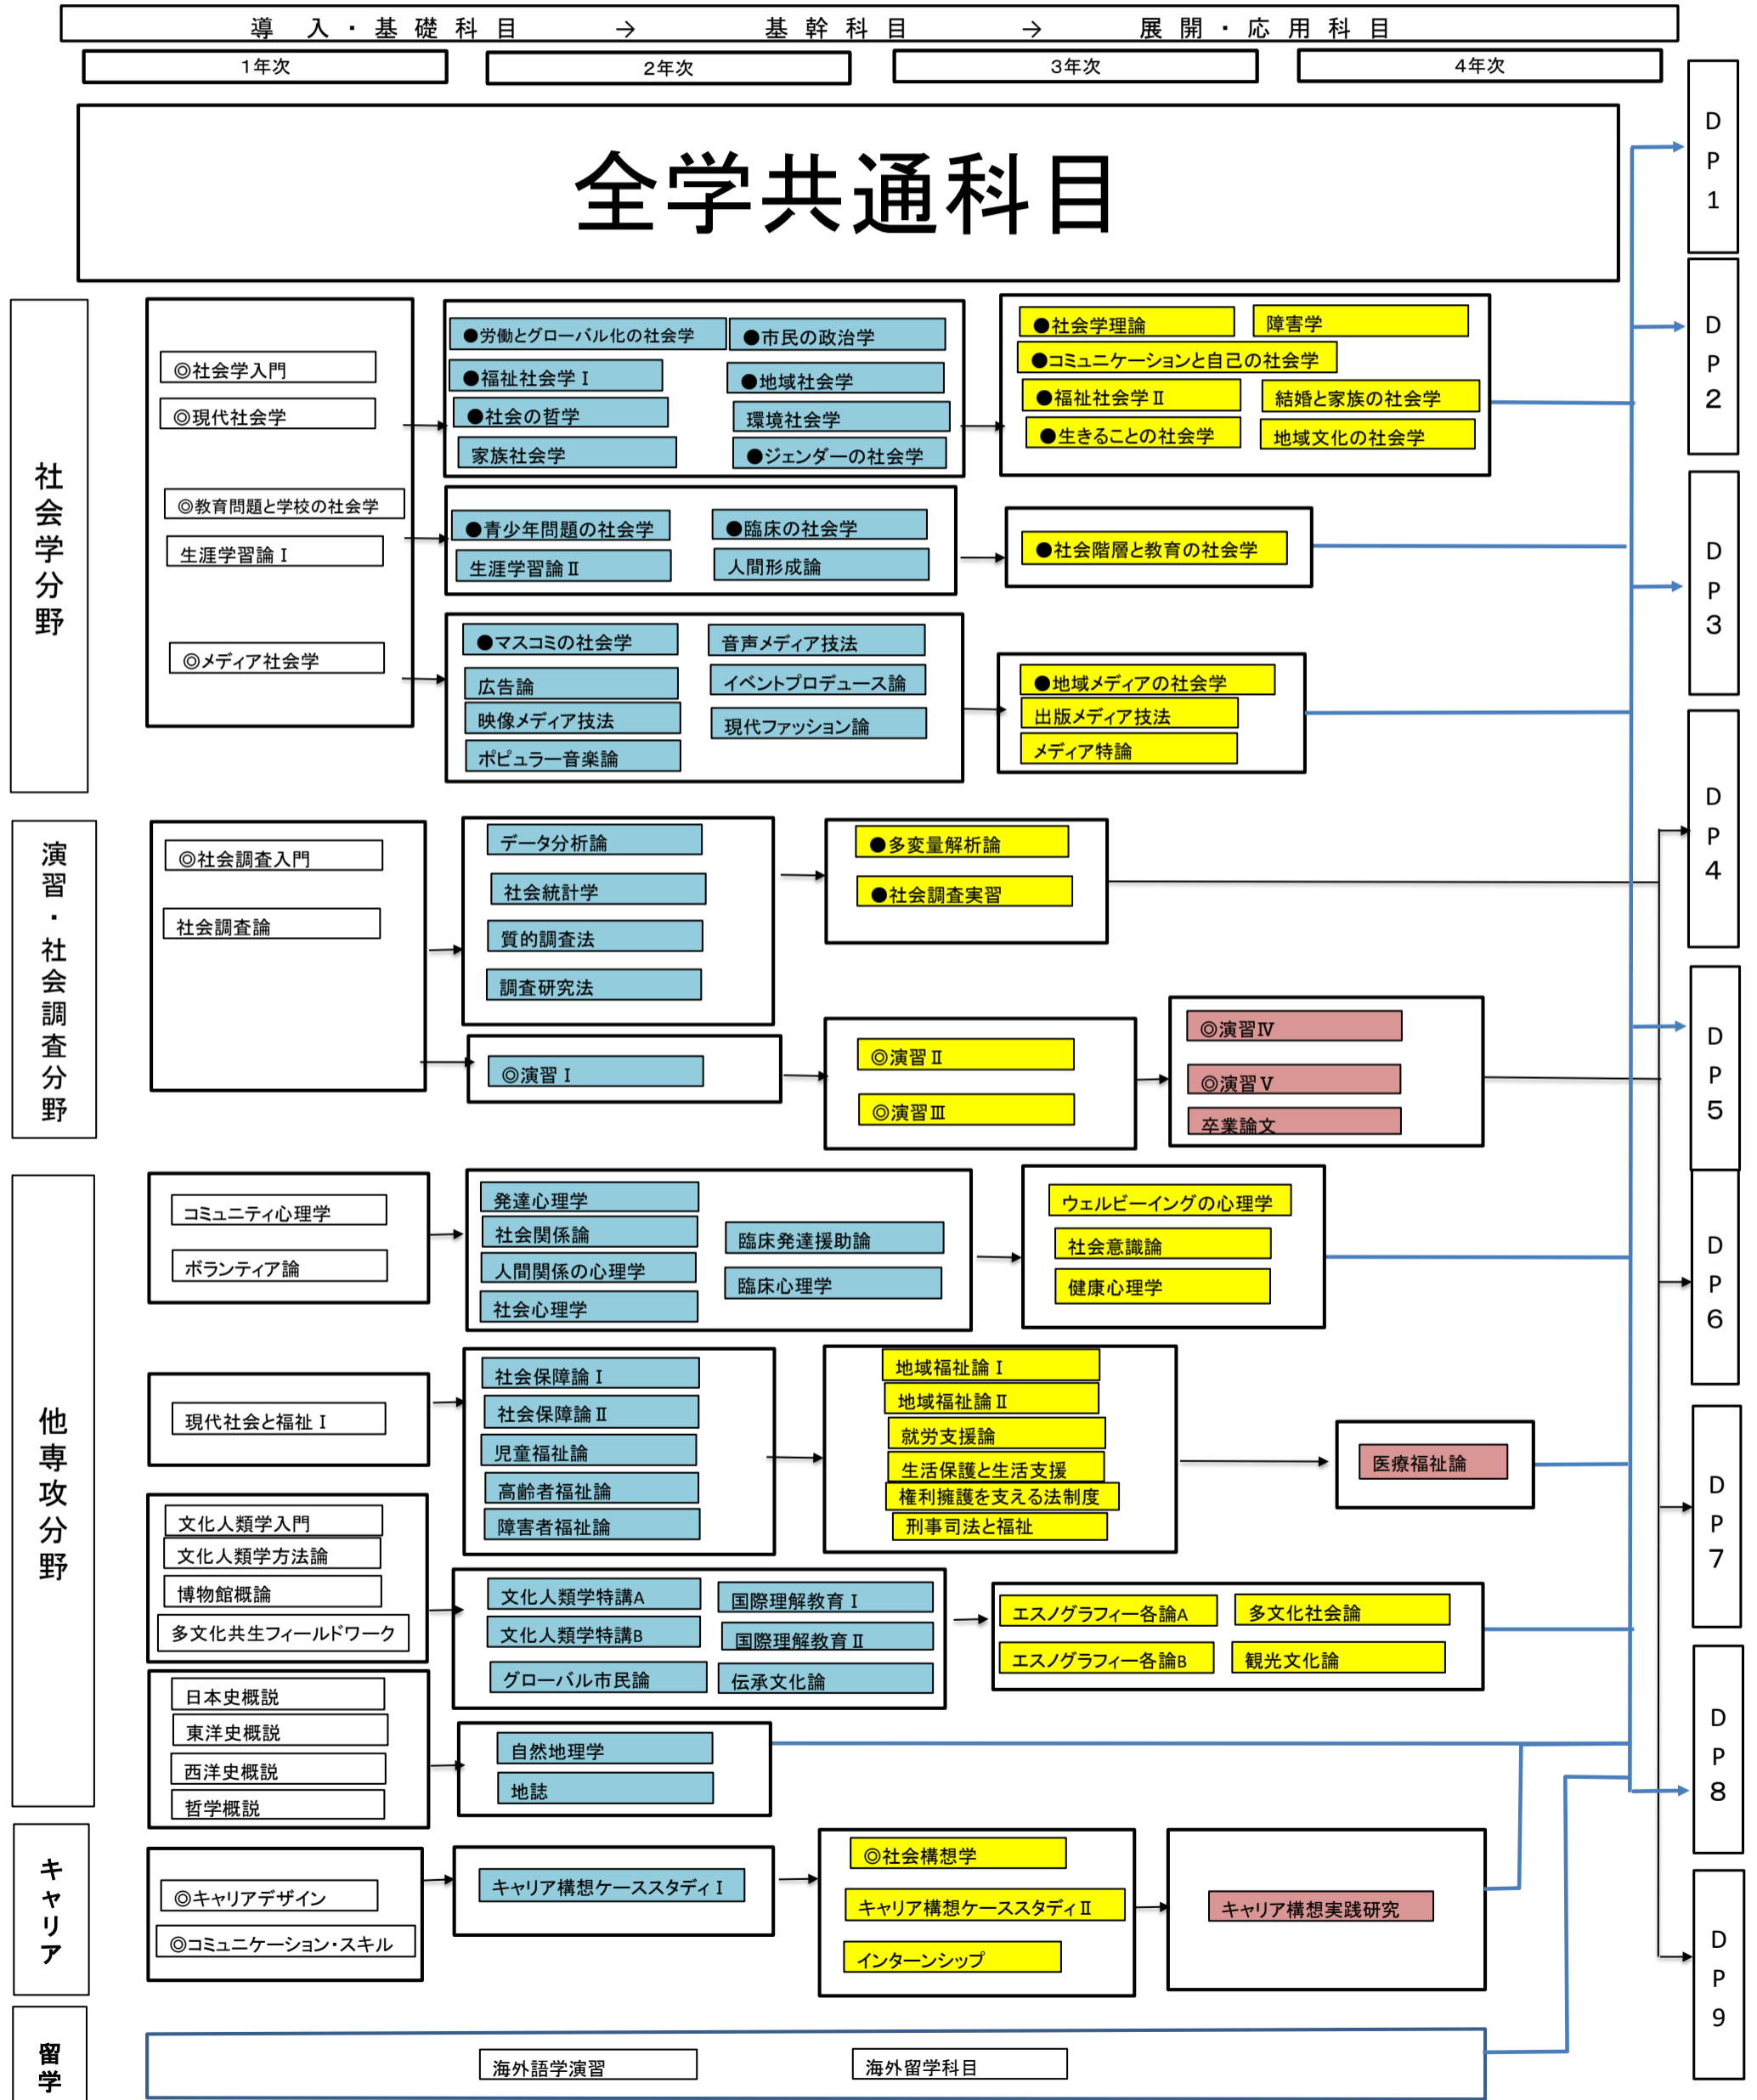 導 入・基 礎 科 目 → 基 幹 科 目 → 展 開・応 用 科 目
1年次 2年次 3年次 4年次
全学共通科目
社会学分野
◎社会学入門
◎現代社会学
◎教育問題と学校の社会学
生涯学習論Ⅰ
◎メディア社会学
●労働とグローバル化の社会学 ●市民の政治学
●福祉社会学Ⅰ ●地域社会学
●社会の哲学 環境社会学
家族社会学 ●ジェンダーの社会学
●社会学理論 障害学
●コミュニケーションと自己の社会学
●福祉社会学Ⅱ 結婚と家族の社会学
●生きることの社会学 地域文化の社会学
●青少年問題の社会学 ●臨床の社会学
生涯学習論Ⅱ 人間形成論
●社会階層と教育の社会学
●マスコミの社会学 音声メディア技法
広告論 イベントプロデュース論
映像メディア技法 現代ファッション論
ポピュラー音楽論
●地域メディアの社会学
出版メディア技法
メディア特論
演習・社会調査分野
◎社会調査入門
社会調査論
データ分析論
社会統計学
質的調査法
調査研究法
●多変量解析論
●社会調査実習
◎演習Ⅰ
◎演習Ⅱ
◎演習Ⅲ
◎演習Ⅳ
◎演習Ⅴ
卒業論文
他専攻分野
コミュニティ心理学
ボランティア論
発達心理学
社会関係論 臨床発達援助論
人間関係の心理学 臨床心理学
社会心理学
ウェルビーイングの心理学
社会意識論
健康心理学
現代社会と福祉Ⅰ
社会保障論Ⅰ
社会保障論Ⅱ
児童福祉論
高齢者福祉論
障害者福祉論
地域福祉論Ⅰ
地域福祉論Ⅱ
就労支援論
生活保護と生活支援
権利擁護を支える法制度
刑事司法と福祉
医療福祉論
文化人類学入門
文化人類学方法論
博物館概論
多文化共生フィールドワーク
文化人類学特講A 国際理解教育Ⅰ
文化人類学特講B 国際理解教育Ⅱ
グローバル市民論 伝承文化論
エスノグラフィー各論A 多文化社会論
エスノグラフィー各論B 観光文化論
日本史概説
東洋史概説
西洋史概説
哲学概説
自然地理学
地誌
キャリア
◎キャリアデザイン
◎コミュニケーション・スキル
キャリア構想ケーススタディⅠ
◎社会構想学
キャリア構想ケーススタディⅡ
インターンシップ
キャリア構想実践研究
留学
海外語学演習 海外留学科目
DP1
DP2
DP3
DP4
DP5
DP6
DP7
DP8
DP9